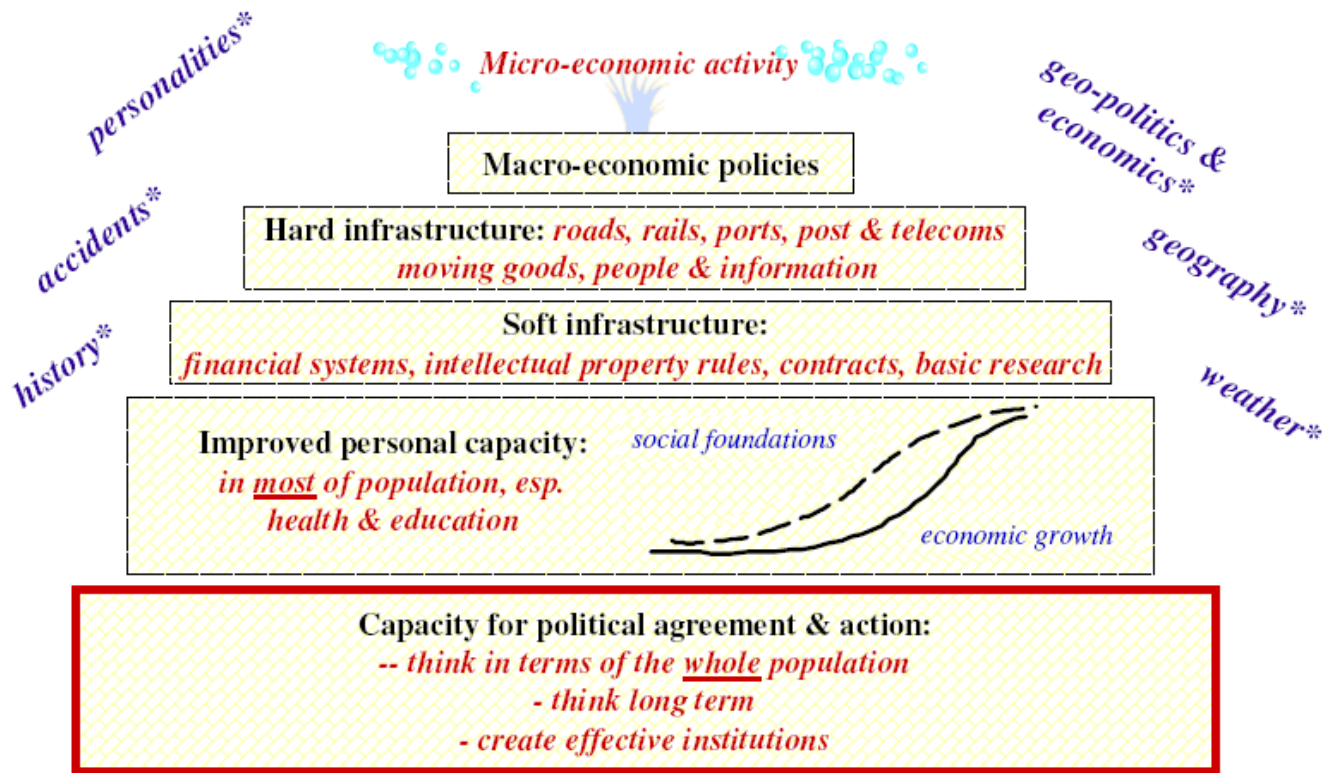 personalities*
accidents*
history*
Micro-economic activity
geo-politics &
economics*
geography*
weather*
Macro-economic policies
Hard infrastructure: roads, rails, ports, post & telecoms
moving goods, people & information
Soft infrastructure:
financial systems, intellectual property rules, contracts, basic research
Improved personal capacity:
in most of population, esp.
health & education
social foundations
economic growth
Capacity for political agreement & action:
-- think in terms of the whole population
- think long term
- create effective institutions